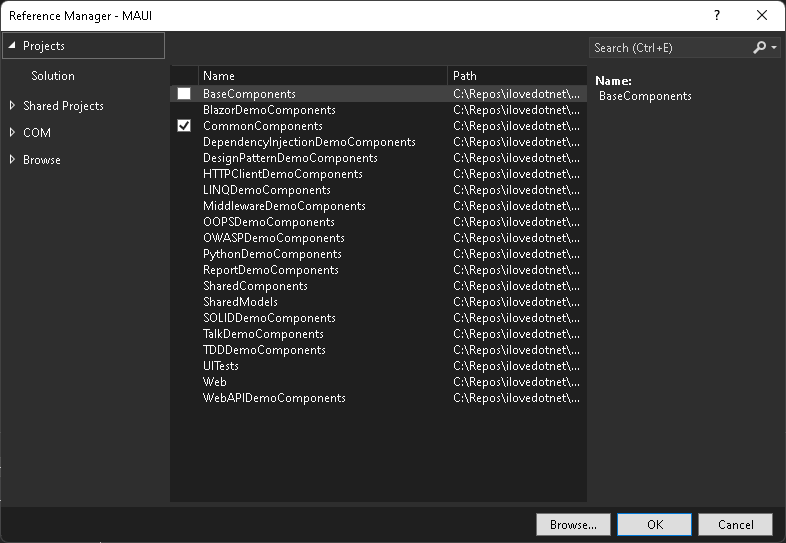 Reference Manager - MAUI
?
Projects
Search (Ctrl+E)
Solution
Name Path
Name:
BaseComponents C:\Repos\ilovedotnet\...
BaseComponents
BlazorDemoComponents C:\Repos\ilovedotnet\...
Shared Projects
CommonComponents C:\Repos\ilovedotnet\...
COM
DependencyInjectionDemoComponents C:\Repos\ilovedotnet\...
Browse
DesignPatternDemoComponents C:\Repos\ilovedotnet\...
HTTPClientDemoComponents C:\Repos\ilovedotnet\...
LINQDemoComponents C:\Repos\ilovedotnet\...
MiddlewareDemoComponents C:\Repos\ilovedotnet\...
OOPSDemoComponents C:\Repos\ilovedotnet\...
OWASPDemoComponents C:\Repos\ilovedotnet\...
PythonDemoComponents C:\Repos\ilovedotnet\...
ReportDemoComponents C:\Repos\ilovedotnet\...
SharedComponents C:\Repos\ilovedotnet\...
SharedModels C:\Repos\ilovedotnet\...
SOLIDDemoComponents C:\Repos\ilovedotnet\...
TalkDemoComponents C:\Repos\ilovedotnet\...
TDDDemoComponents C:\Repos\ilovedotnet\...
UITests C:\Repos\ilovedotnet\...
Web C:\Repos\ilovedotnet\...
WebAPIDemoComponents C:\Repos\ilovedotnet\...
Browse... OK Cancel